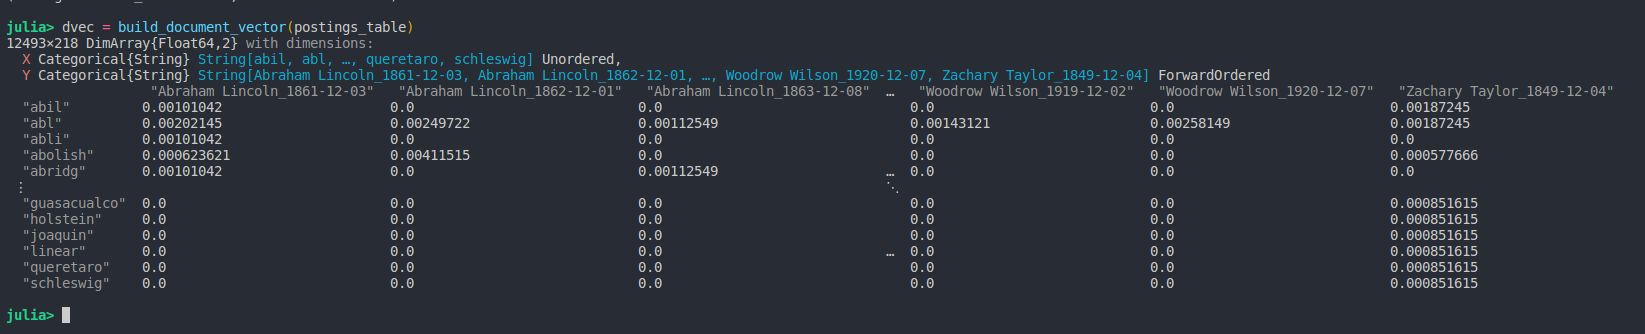 julia> dvec = build_document_vector(postings_table)
12493×218 DimArray{Float64,2} with dimensions:
  X Categorical{String} String[abil, abl, …, queretaro, schleswig] Unordered,
  Y Categorical{String} String[Abraham Lincoln_1861-12-03, Abraham Lincoln_1862-12-01, …, Woodrow Wilson_1920-12-07, Zachary Taylor_1849-12-04] ForwardOrdered
"Abraham Lincoln_1861-12-03" "Abraham Lincoln_1862-12-01" "Abraham Lincoln_1863-12-08" … "Woodrow Wilson_1919-12-02" "Woodrow Wilson_1920-12-07" "Zachary Taylor_1849-12-04"
"abil" 0.00101042 0.0 0.0 0.0 0.0 0.00187245
"abl" 0.00202145 0.00249722 0.00112549 0.00143121 0.00258149 0.00187245
"abli" 0.00101042 0.0 0.0 0.0 0.0 0.0
"abolish" 0.000623621 0.00411515 0.0 0.0 0.0 0.000577666
"abridg" 0.00101042 0.0 0.00112549 … 0.0 0.0 0.0
⋮ ⋱
"guasacualco" 0.0 0.0 0.0 0.0 0.0 0.000851615
"holstein" 0.0 0.0 0.0 0.0 0.0 0.000851615
"joaquin" 0.0 0.0 0.0 0.0 0.0 0.000851615
"linear" 0.0 0.0 0.0 … 0.0 0.0 0.000851615
"queretaro" 0.0 0.0 0.0 0.0 0.0 0.000851615
"schleswig" 0.0 0.0 0.0 0.0 0.0 0.000851615
julia>